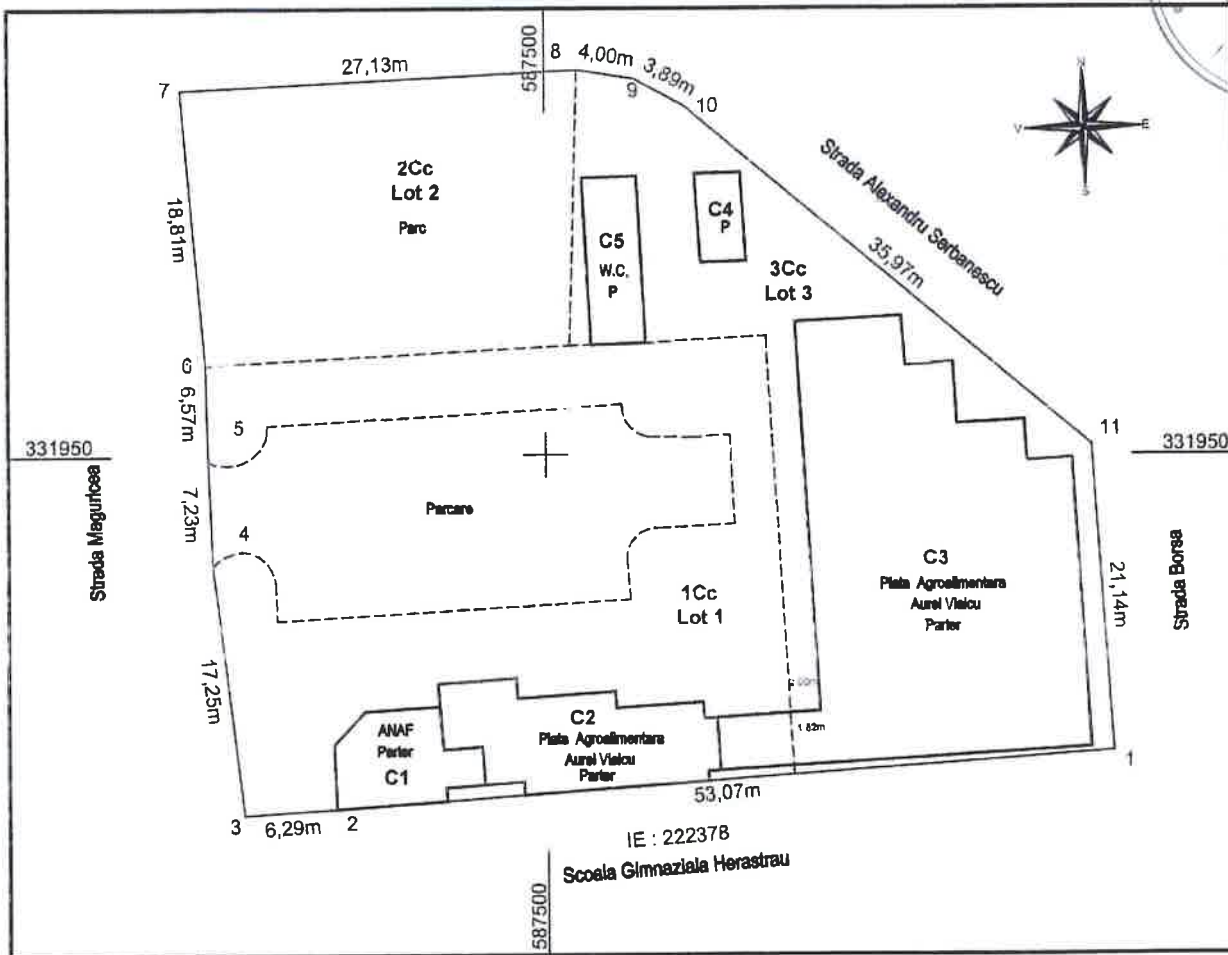 587500
8
4,00m
3,89m
27,13m
7
9
10
N
V
E
S
2Cc
Lot 2
Parc
Strada Alexandru Serbanescu
18,81m
C5
W.C.
P
C4
P
3Cc
Lot 3
35,97m
6
6,57m
5
331950
11
331950
Strada Maguricea
7,23m
4
Parcare
C3
Piata Agroalimentara
Aurel Vlaicu
Parter
1Cc
Lot 1
21,14m
Strada Borsa
17,25m
ANAF
Parter
C1
C2
Piata Agroalimentara
Aurel Vlaicu
Parter
1 82m
1
53,07m
3
6,29m
2
IE : 222378
Scoala Gimnaziala Herastrau
587500